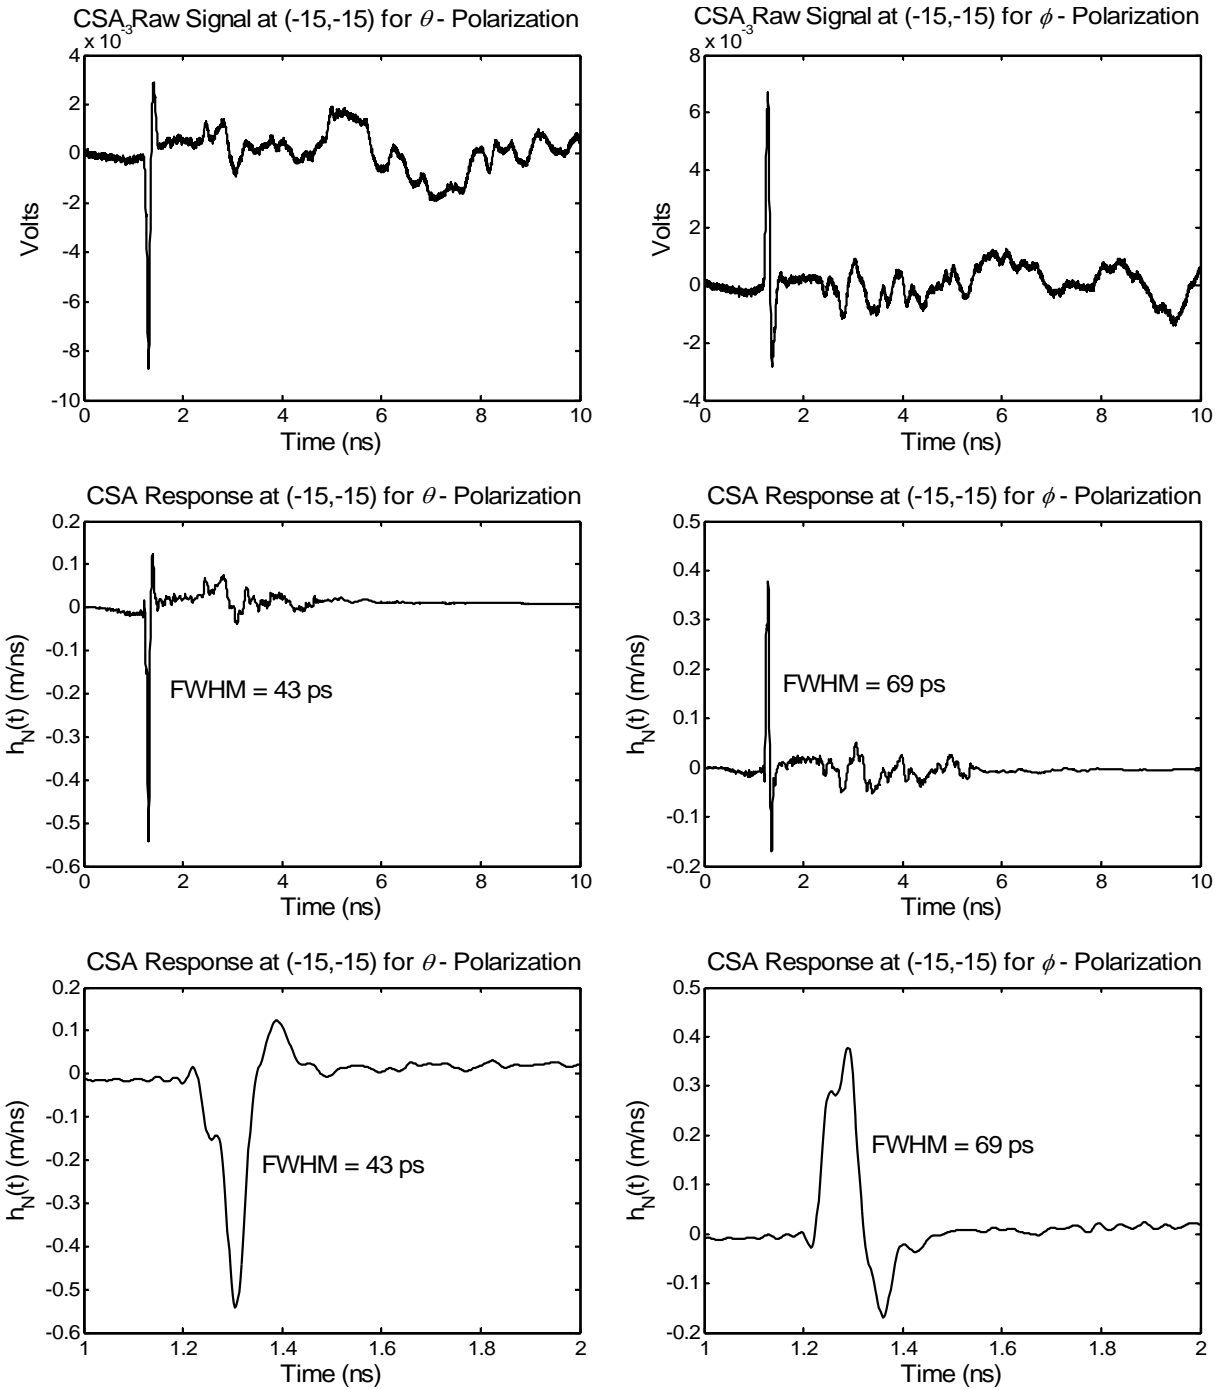 CSA Raw Signal at (-15,-15) for θ - Polarization
x 10-3
4
2
0
-2
-4
-6
-8
-10
Volts
0 2 4 6 8 10
Time (ns)
CSA Raw Signal at (-15,-15) for ϕ - Polarization
x 10-3
8
6
4
2
0
-2
-4
Volts
0 2 4 6 8 10
Time (ns)
CSA Response at (-15,-15) for θ - Polarization
0.2
0.1
0
-0.1
-0.2
-0.3
-0.4
-0.5
-0.6
hN(t) (m/ns)
FWHM = 43 ps
0 2 4 6 8 10
Time (ns)
CSA Response at (-15,-15) for ϕ - Polarization
0.5
0.4
0.3
0.2
0.1
0
-0.1
-0.2
hN(t) (m/ns)
FWHM = 69 ps
0 2 4 6 8 10
Time (ns)
CSA Response at (-15,-15) for θ - Polarization
0.2
0.1
0
-0.1
-0.2
-0.3
-0.4
-0.5
-0.6
hN(t) (m/ns)
FWHM = 43 ps
1 1.2 1.4 1.6 1.8 2
Time (ns)
CSA Response at (-15,-15) for ϕ - Polarization
0.5
0.4
0.3
0.2
0.1
0
-0.1
-0.2
hN(t) (m/ns)
FWHM = 69 ps
1 1.2 1.4 1.6 1.8 2
Time (ns)